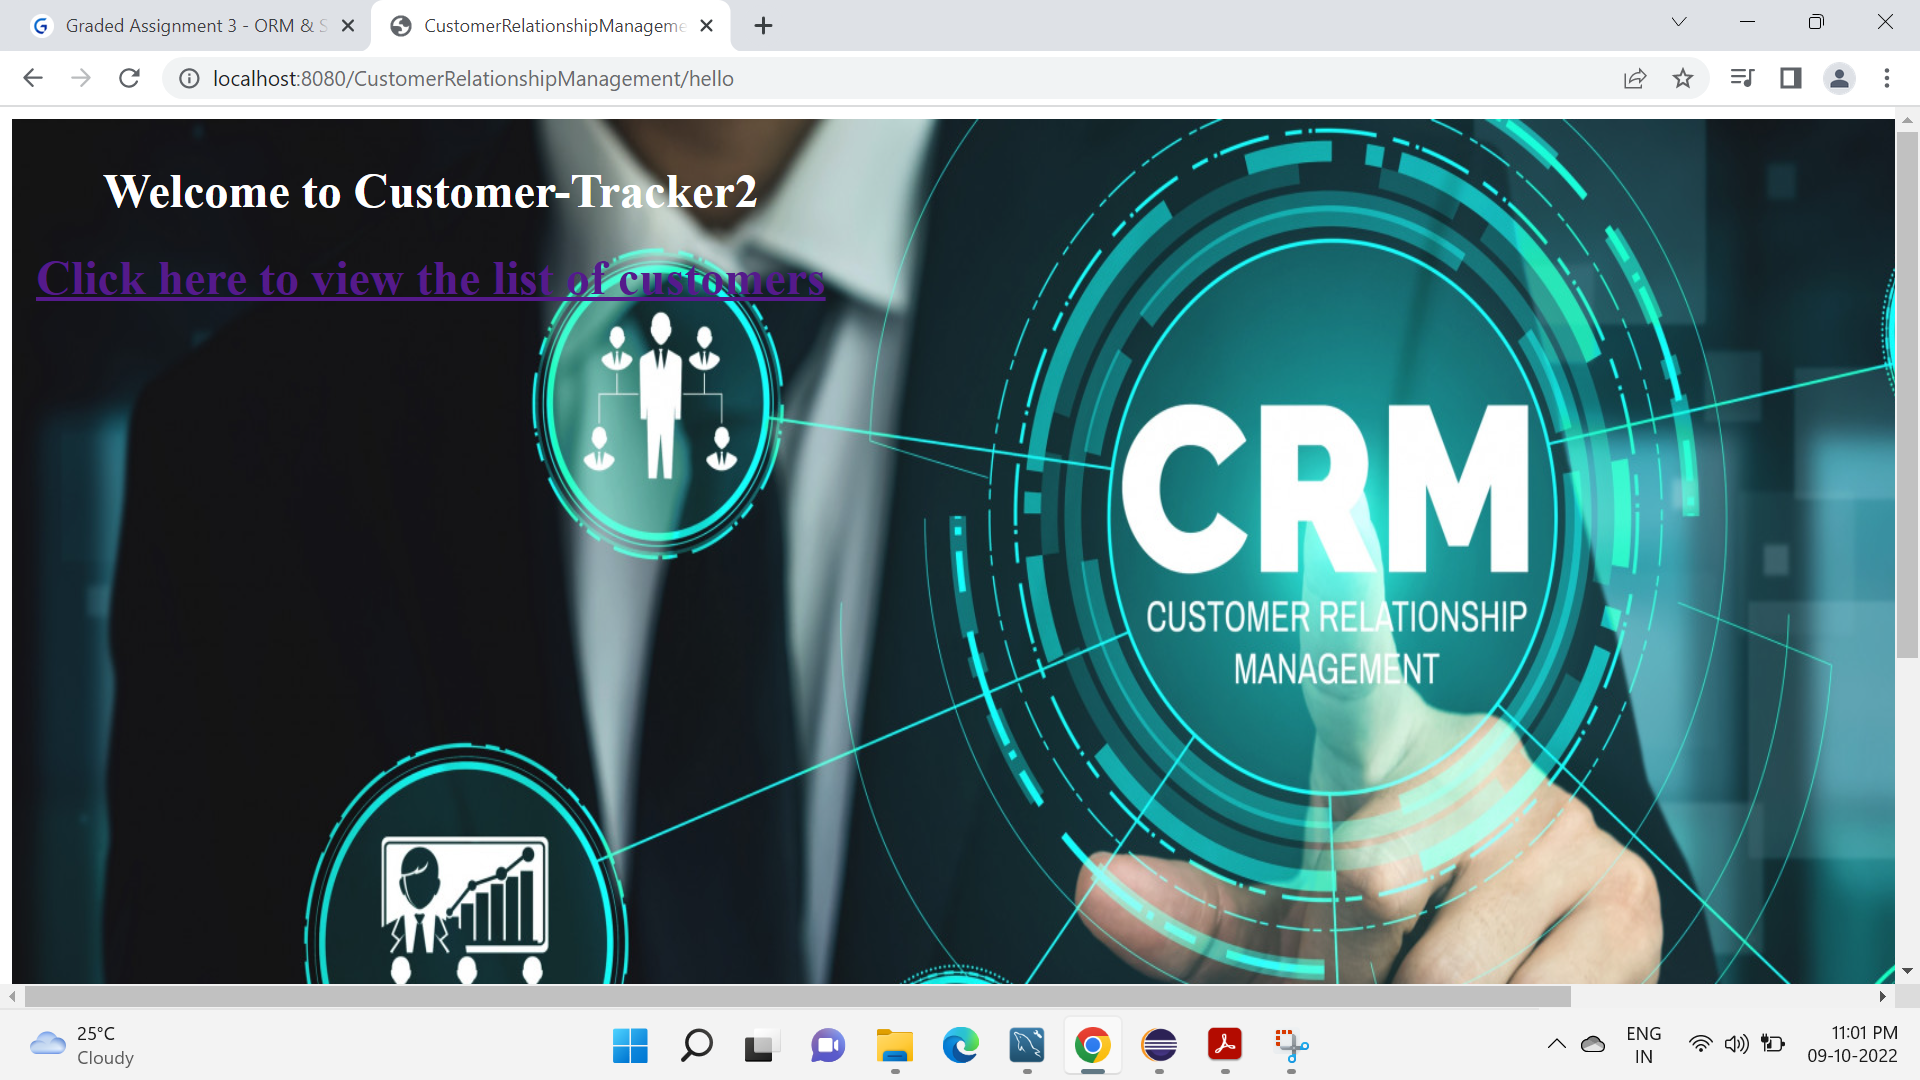 Graded Assignment 3 - ORM & S
CustomerRelationshipManageme
localhost:8080/CustomerRelationshipManagement/hello
Welcome to Customer-Tracker2
Click here to view the list of customers
CRM
CUSTOMER RELATIONSHIP
MANAGEMENT
25°C
Cloudy
ENG
IN
11:01 PM
09-10-2022